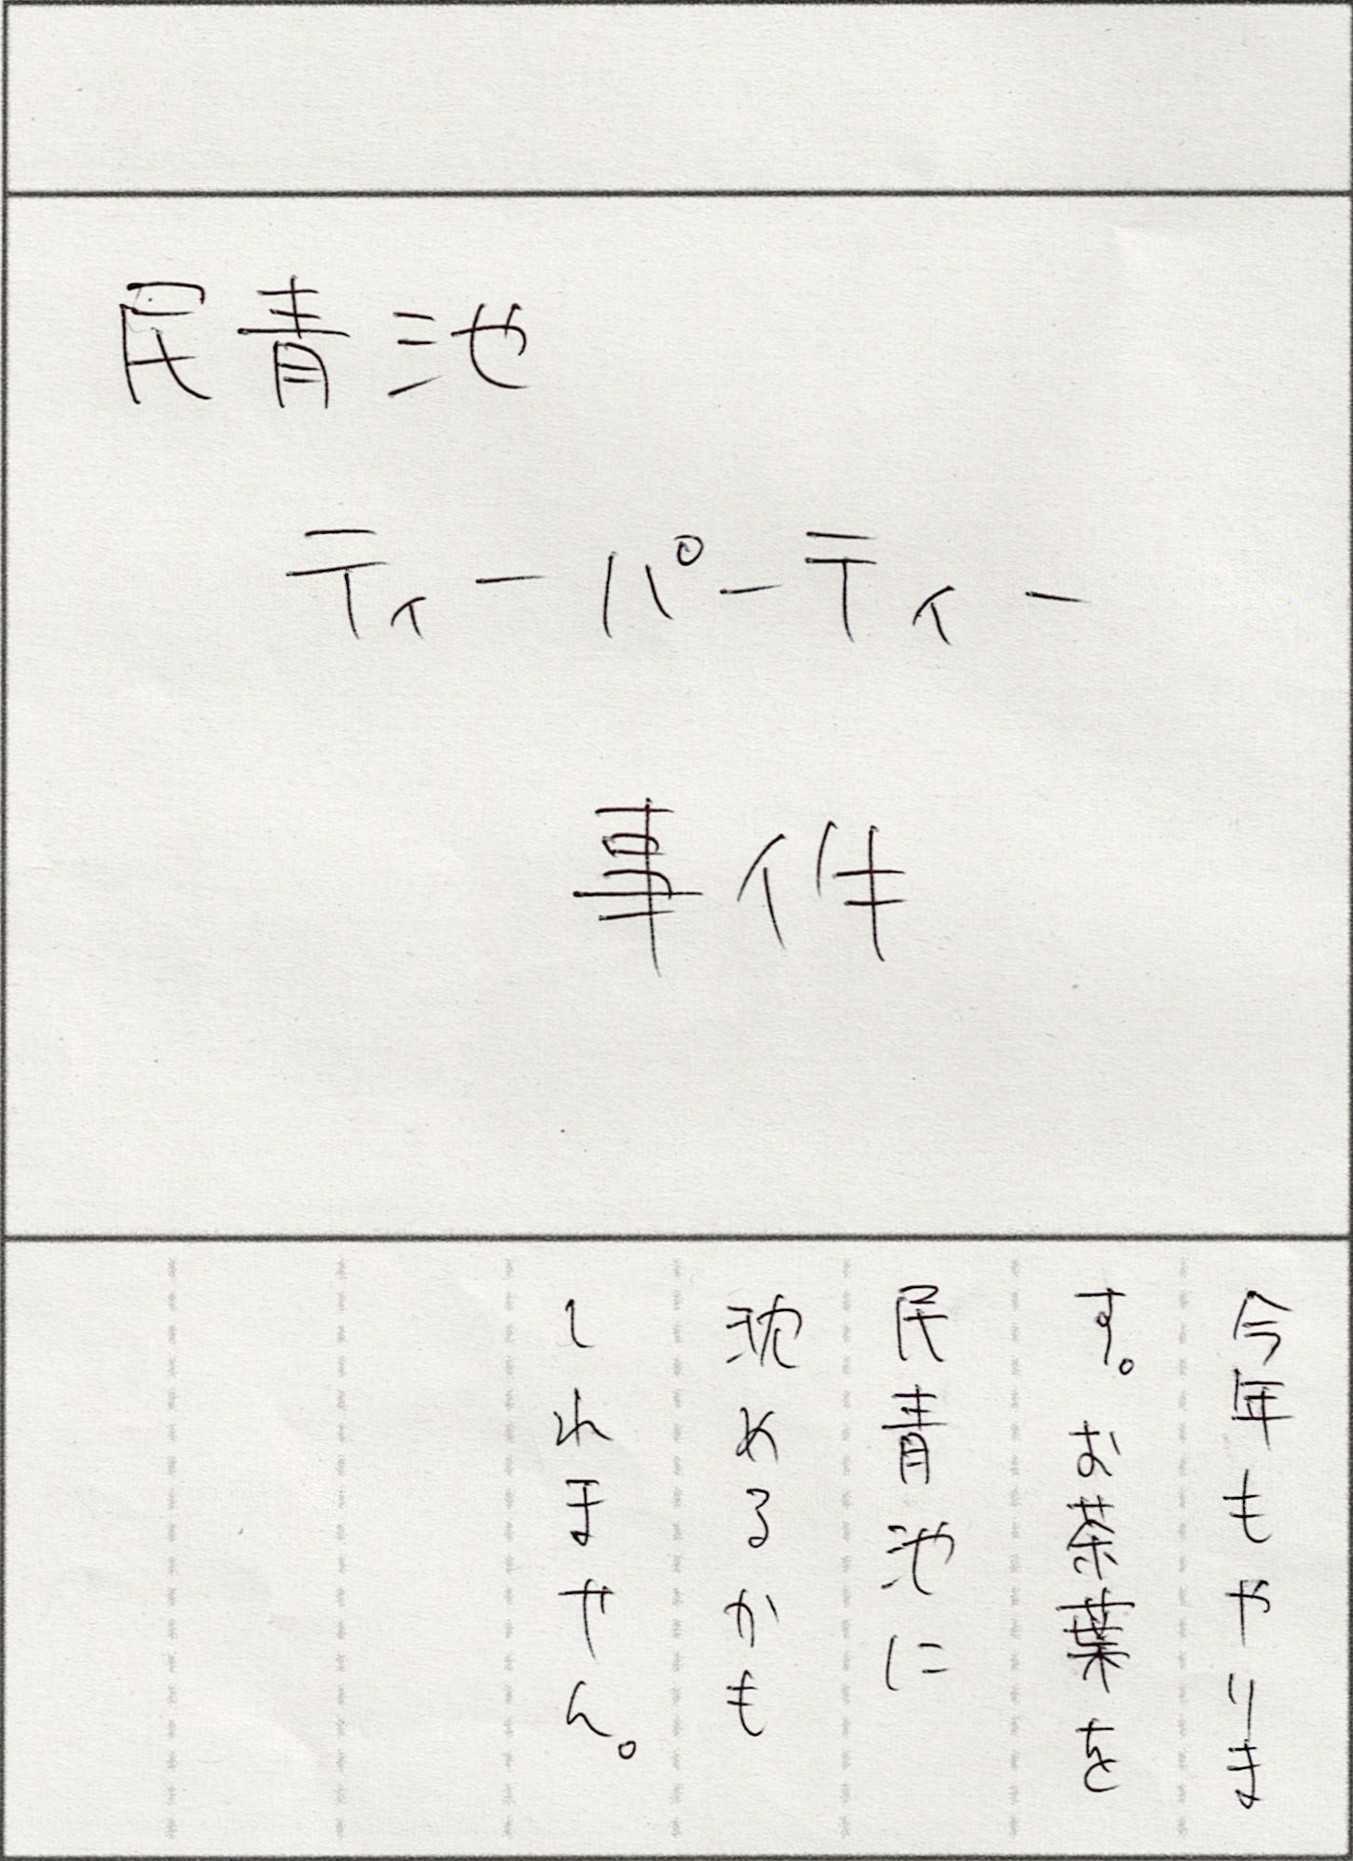 民青池
ティーパーティー
事件
今年もやりま
す。お茶葉を
民青池に
沈めるかも
しれません。